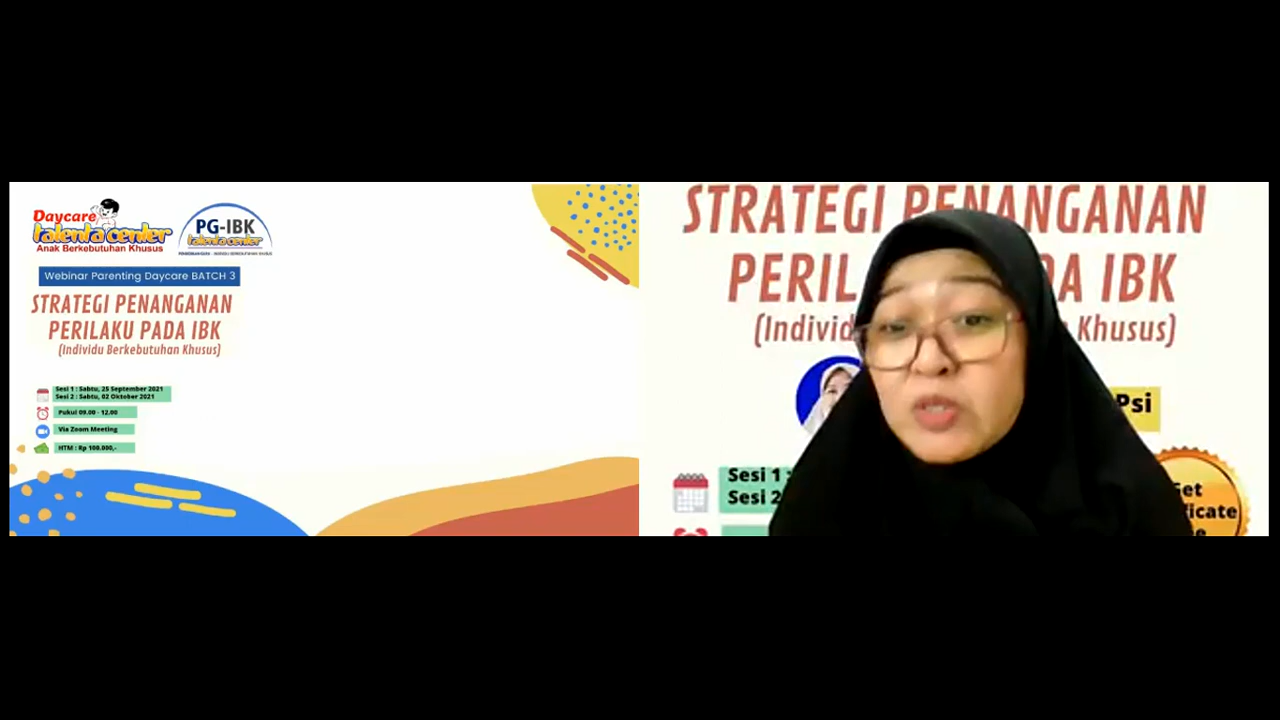 Daycare
talenta center
Anak Berkebutuhan Khusus
PG-IBK
talenta center
Webinar Parenting Daycare BATCH 3
STRATEGI PENANGANAN
PERILAKU PADA IBK
(Individu Berkebutuhan Khusus)
Sesi 1 : Sabtu, 25 September 2021
Sesi 2 : Sabtu, 02 Oktober 2021
Pukul 09.00 - 12.00
Via Zoom Meeting
HTM : Rp 100.000,-
STRATEGI PENANGANAN
PERIL DA IBK
(Individ Khusus)
Psi
Sesi 1 :
Sesi 2
Get
ificate